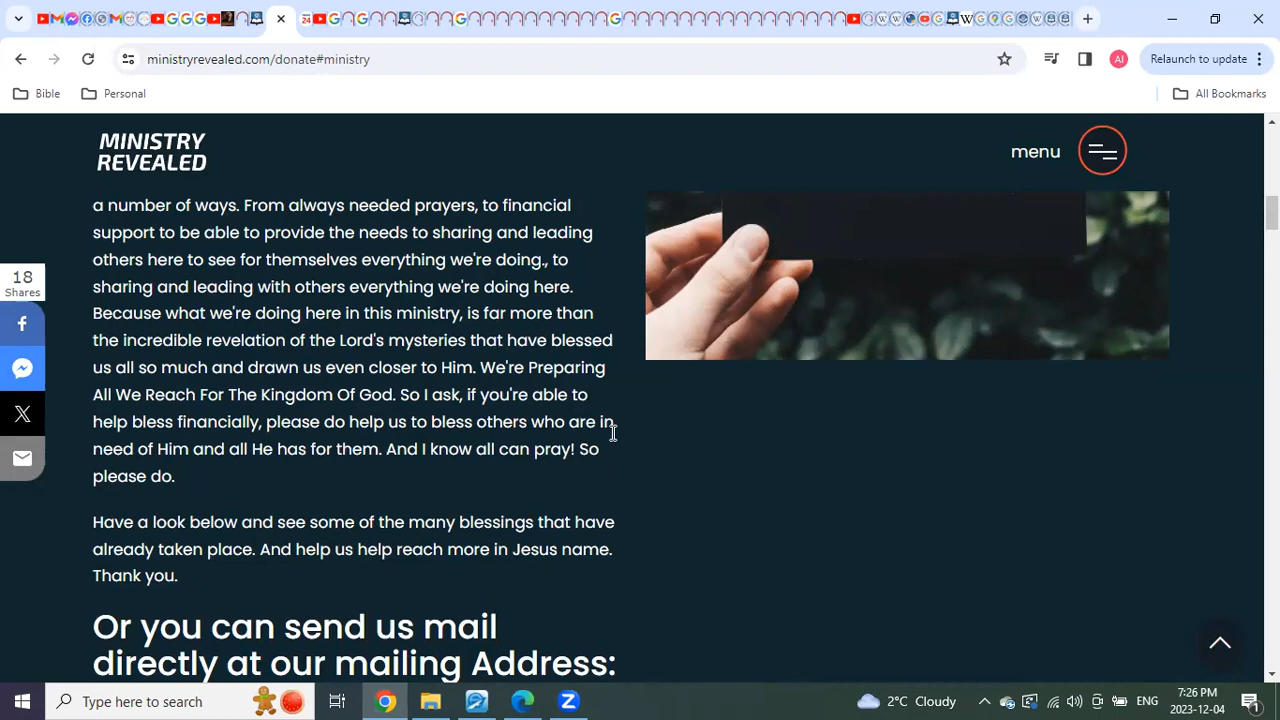 24
ministryrevealed.com/donate#ministry
AI
Relaunch to update
Bible
Personal
All Bookmarks
MINISTRY
REVEALED
menu
a number of ways. From always needed prayers, to financial
support to be able to provide the needs to sharing and leading
others here to see for themselves everything we're doing., to
sharing and leading with others everything we're doing here.
Because what we're doing here in this ministry, is far more than
the incredible revelation of the Lord's mysteries that have blessed
us all so much and drawn us even closer to Him. We're Preparing
All We Reach For The Kingdom Of God. So I ask, if you're able to
help bless financially, please do help us to bless others who are in
need of Him and all He has for them. And I know all can pray! So
please do.
Have a look below and see some of the many blessings that have
already taken place. And help us help reach more in Jesus name.
Thank you.
Or you can send us mail
directly at our mailing Address:
18
Shares
Type here to search
2°C Cloudy
ENG
7:26 PM
2023-12-04
1